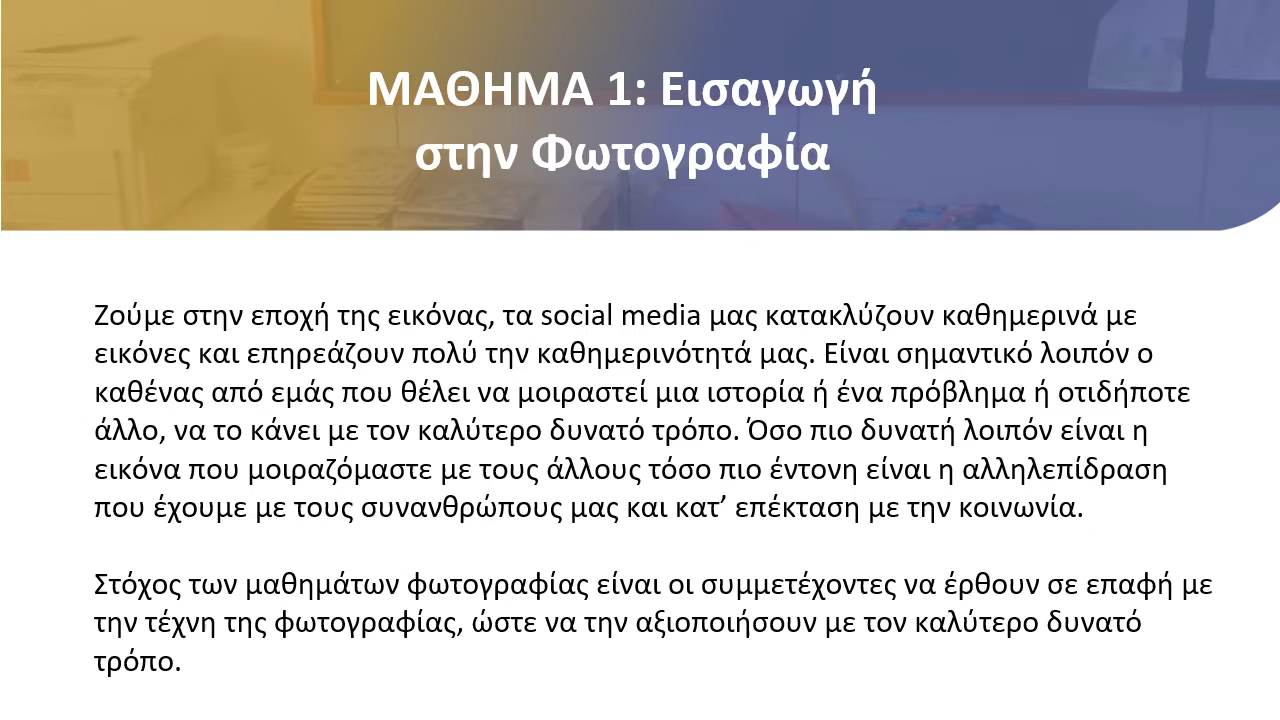 ΜΑΘΗΜΑ 1: Εισαγωγή
στην Φωτογραφία
Ζούμε στην εποχή της εικόνας, τα social media μας κατακλύζουν καθημερινά με
εικόνες και επηρεάζουν πολύ την καθημερινότητά μας. Είναι σημαντικό λοιπόν ο
καθένας από εμάς που θέλει να μοιραστεί μια ιστορία ή ένα πρόβλημα ή οτιδήποτε
άλλο, να το κάνει με τον καλύτερο δυνατό τρόπο. Όσο πιο δυνατή λοιπόν είναι η
εικόνα που μοιραζόμαστε με τους άλλους τόσο πιο έντονη είναι η αλληλεπίδραση
που έχουμε με τους συνανθρώπους μας και κατ’ επέκταση με την κοινωνία.
Στόχος των μαθημάτων φωτογραφίας είναι οι συμμετέχοντες να έρθουν σε επαφή με
την τέχνη της φωτογραφίας, ώστε να την αξιοποιήσουν με τον καλύτερο δυνατό
τρόπο.